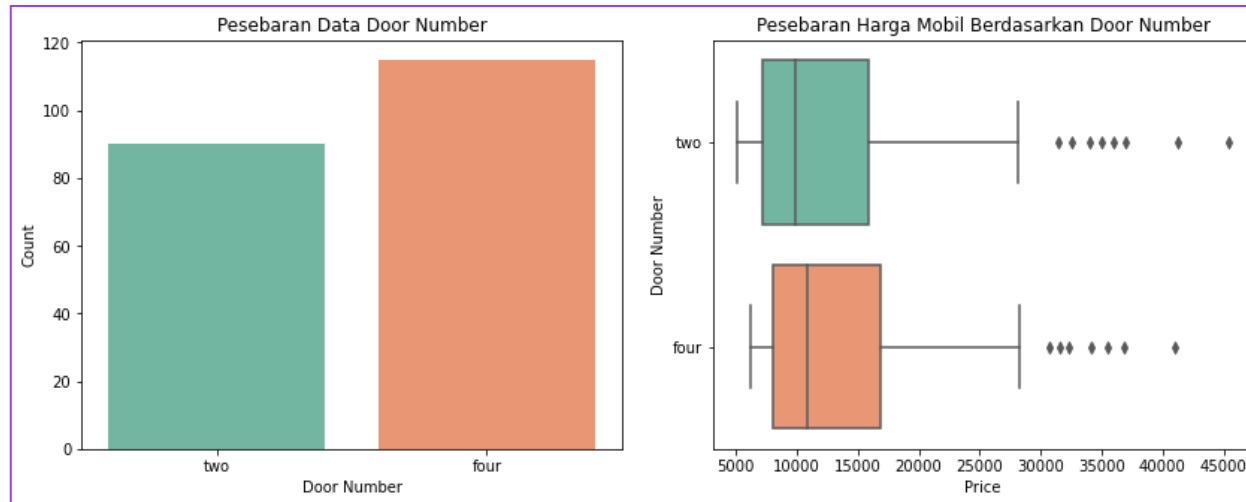 Pesebaran Data Door Number
120
100
80
60
40
20
0
Count
two
four
Door Number
Pesebaran Harga Mobil Berdasarkan Door Number
two
four
Door Number
5000 10000 15000 20000 25000 30000 35000 40000 45000
Price